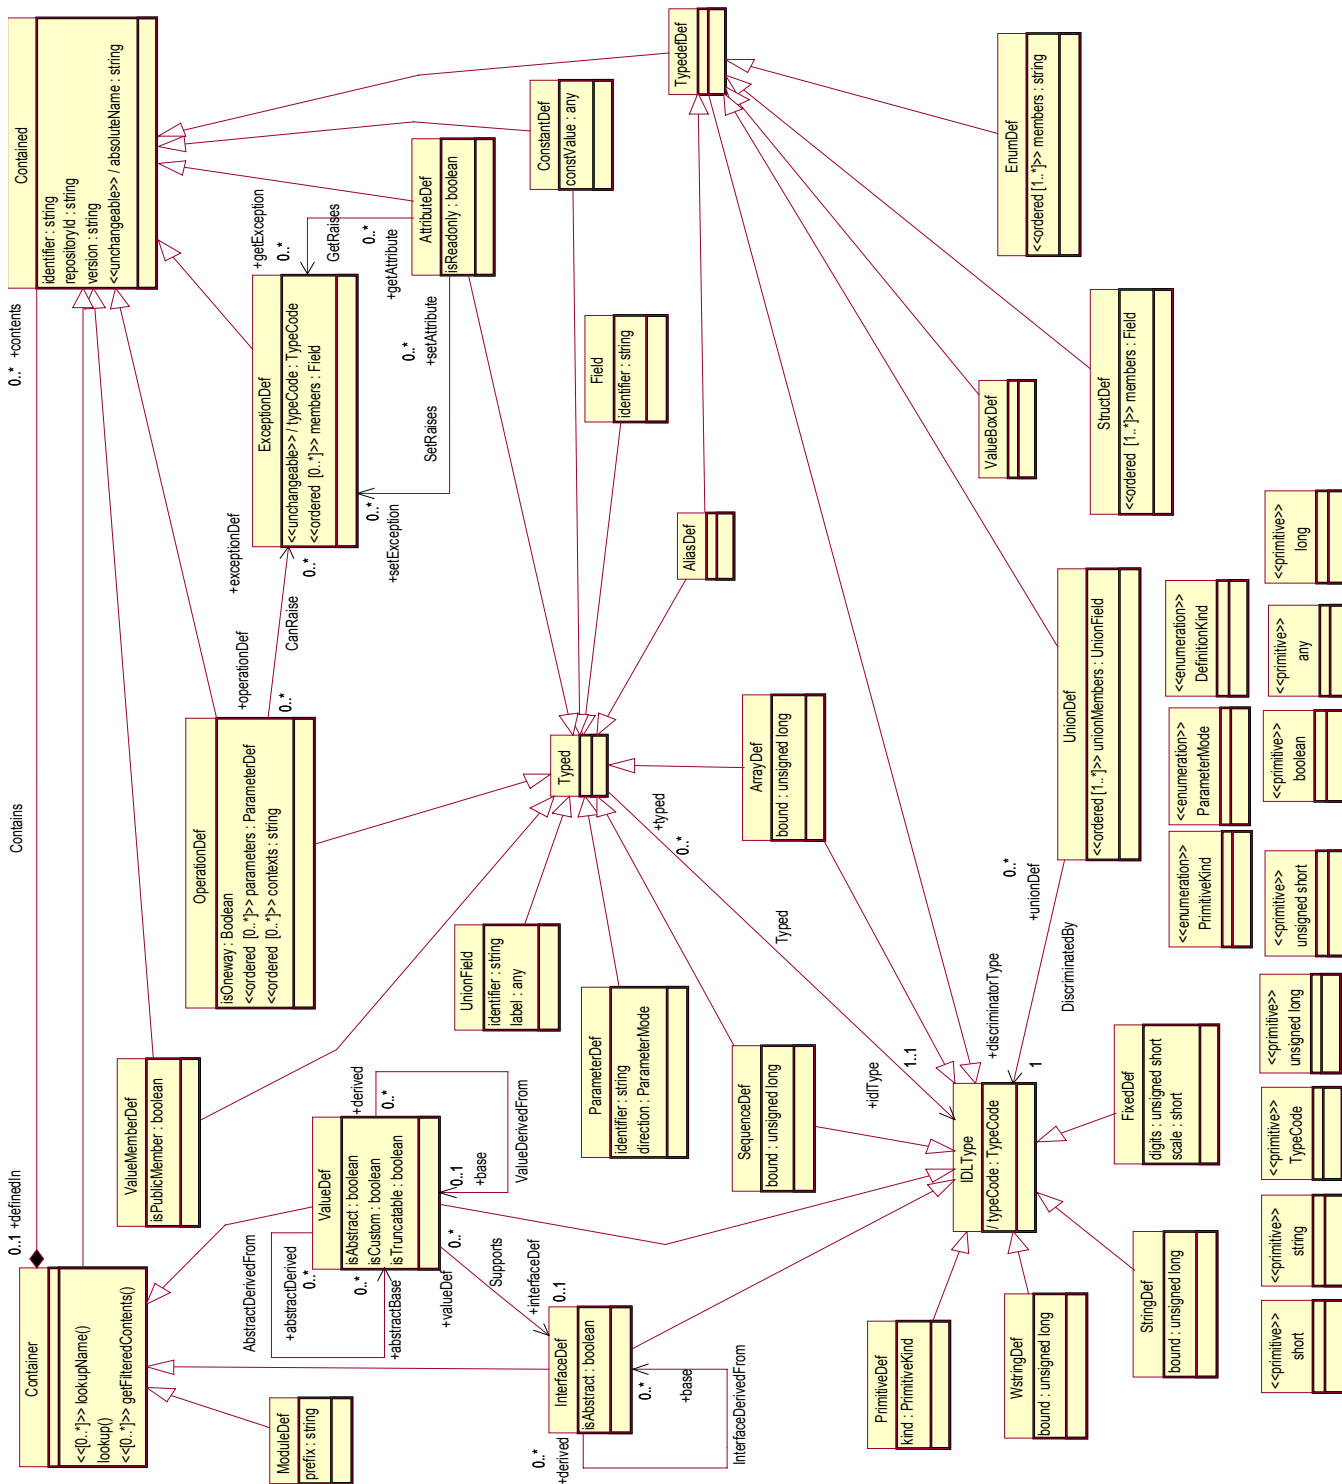 Container
<<[0..*]>> lookupName()
lookup()
<<[0..*]>> getFilteredContents()
0..1 +definedIn
Contains
0..* +contents
Contained
identifier : string
repositoryId : string
version : string
<<unchangeable>> / absoluteName : string
ModuleDef
prefix : string
ValueMemberDef
isPublicMember : boolean
OperationDef
isOneway : Boolean
<<ordered [0..*]>> parameters : ParameterDef
<<ordered [0..*]>> contexts : string
+operationDef
0..*
CanRaise
+exceptionDef
0..*
ExceptionDef
<<unchangeable>> / typeCode : TypeCode
<<ordered [0..*]>> members : Field
+getException
0..*
GetRaises
0..*
+getAttribute
AttributeDef
isReadonly : boolean
0..*
+setAttribute
SetRaises
0..*
+setException
ConstantDef
constValue : any
TypedefDef
AbstractDerivedFrom
+abstractDerived
0..*
0..*
+abstractBase
ValueDef
isAbstract : boolean
isCustom : boolean
isTruncatable : boolean
+derived
0..*
0..1
+base
ValueDerivedFrom
0..*
+valueDef
Supports
+interfaceDef
0..1
InterfaceDef
isAbstract : boolean
0..*
+derived
0..*
+base
InterfaceDerivedFrom
UnionField
identifier : string
label : any
Typed
Field
identifier : string
ParameterDef
identifier : string
direction : ParameterMode
AliasDef
+typed
0..*
Typed
+idlType
1..1
SequenceDef
bound : unsigned long
ArrayDef
bound : unsigned long
IDLType
/ typeCode : TypeCode
+discriminatorType
1
DiscriminatedBy
0..*
+unionDef
PrimitiveDef
kind : PrimitiveKind
WstringDef
bound : unsigned long
StringDef
bound : unsigned long
FixedDef
digits : unsigned short
scale : short
UnionDef
<<ordered [1..*]>> unionMembers : UnionField
ValueBoxDef
StructDef
<<ordered [1..*]>> members : Field
EnumDef
<<ordered [1..*]>> members : string
<<enumeration>>
PrimitiveKind
<<enumeration>>
ParameterMode
<<enumeration>>
DefinitionKind
<<primitive>>
short
<<primitive>>
string
<<primitive>>
TypeCode
<<primitive>>
unsigned long
<<primitive>>
unsigned short
<<primitive>>
boolean
<<primitive>>
any
<<primitive>>
long